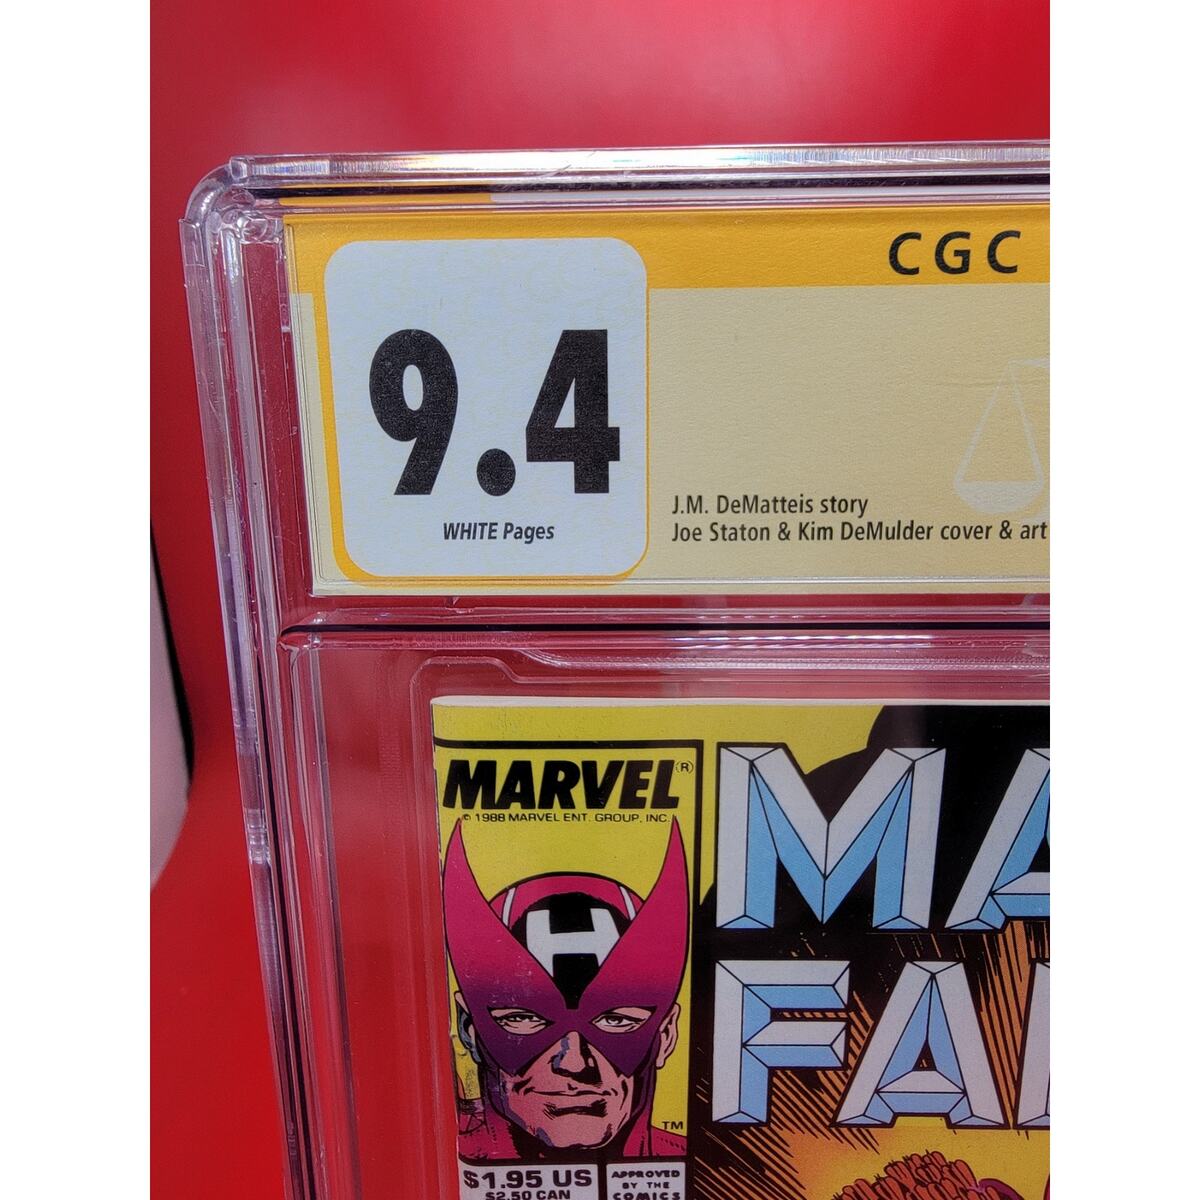 CGC
9.4
WHITE Pages
J.M. DeMatteis story
Joe Staton & Kim DeMulder cover & art
MARVEL®
© 1988 MARVEL ENT. GROUP, INC.
MA
FA
H
TM
$1.95 US
$2.50 CAN
APPROVED
BY THE
COMICS